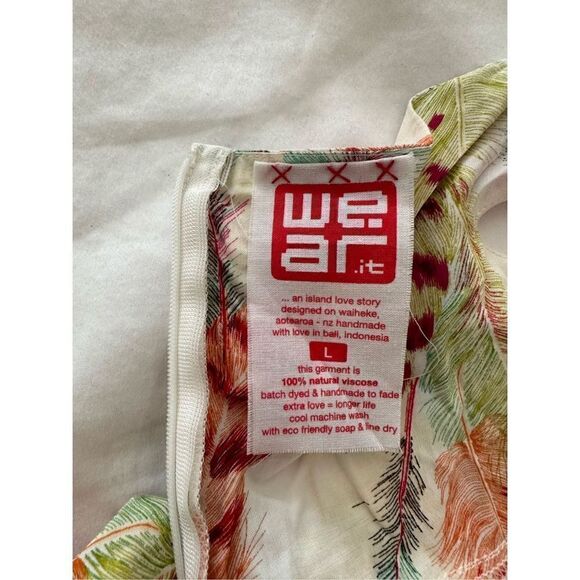 we
ar
.it
... an island love story
designed on waiheke,
aotearoa - nz handmade
with love in bali, indonesia
L
this garment is
100% natural viscose
batch dyed & handmade to fade
extra love = longer life
cool machine wash
with eco friendly soap & line dry